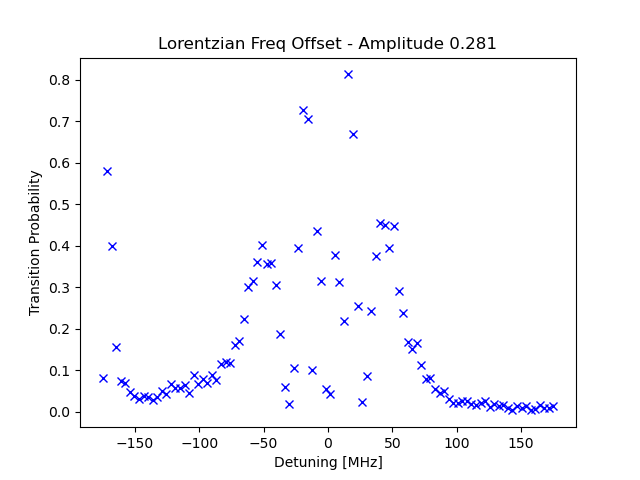 Lorentzian Freq Offset - Amplitude 0.281
Transition Probability
0.8
0.7
0.6
0.5
0.4
0.3
0.2
0.1
0.0
−150 −100 −50 0 50 100 150
Detuning [MHz]